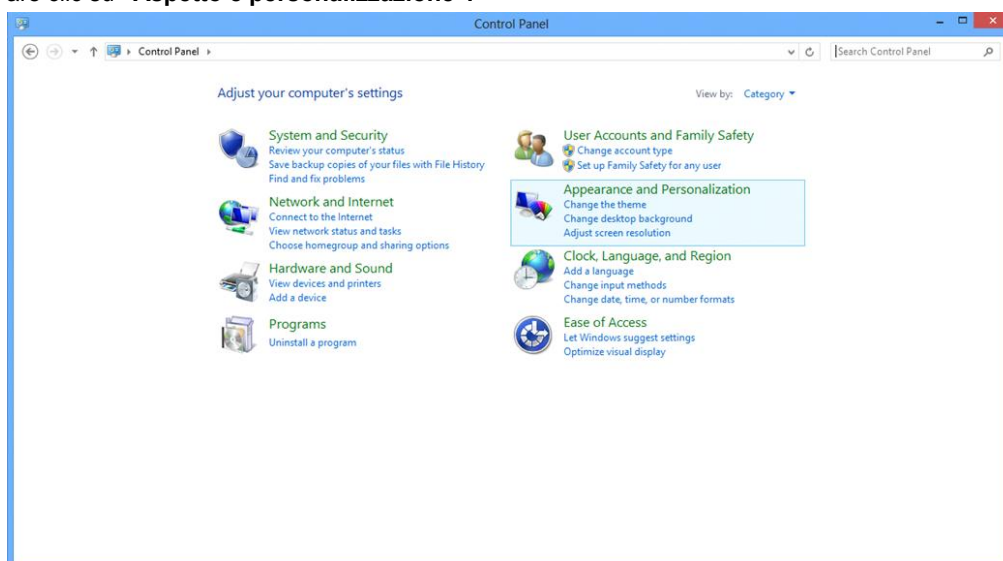 are clic su "Aspetto e personalizzazione".
Control Panel
Control Panel
Search Control Panel
Adjust your computer's settings
View by: Category
System and Security
Review your computer's status
Save backup copies of your files with File History
Find and fix problems
Network and Internet
Connect to the Internet
View network status and tasks
Choose homegroup and sharing options
Hardware and Sound
View devices and printers
Add a device
Programs
Uninstall a program
User Accounts and Family Safety
Change account type
Set up Family Safety for any user
Appearance and Personalization
Change the theme
Change desktop background
Adjust screen resolution
Clock, Language, and Region
Add a language
Change input methods
Change date, time, or number formats
Ease of Access
Let Windows suggest settings
Optimize visual display